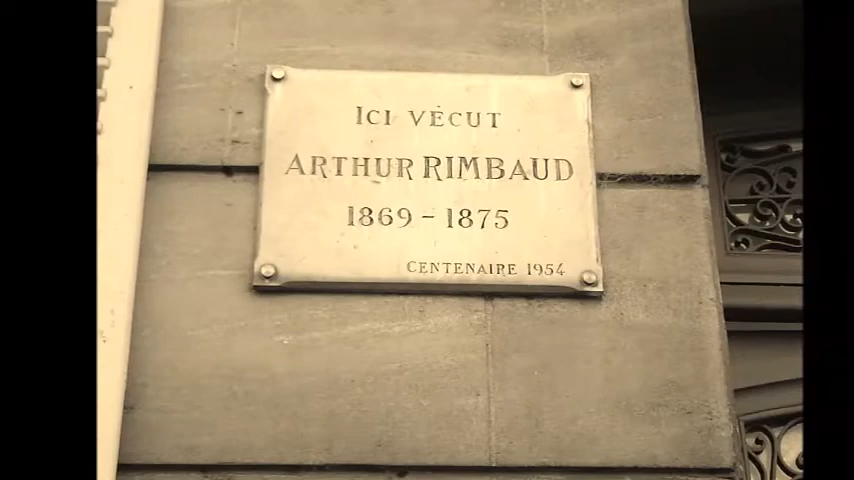 ICI VÉCUT
ARTHUR RIMBAUD
1869 - 1875
CENTENAIRE 1954